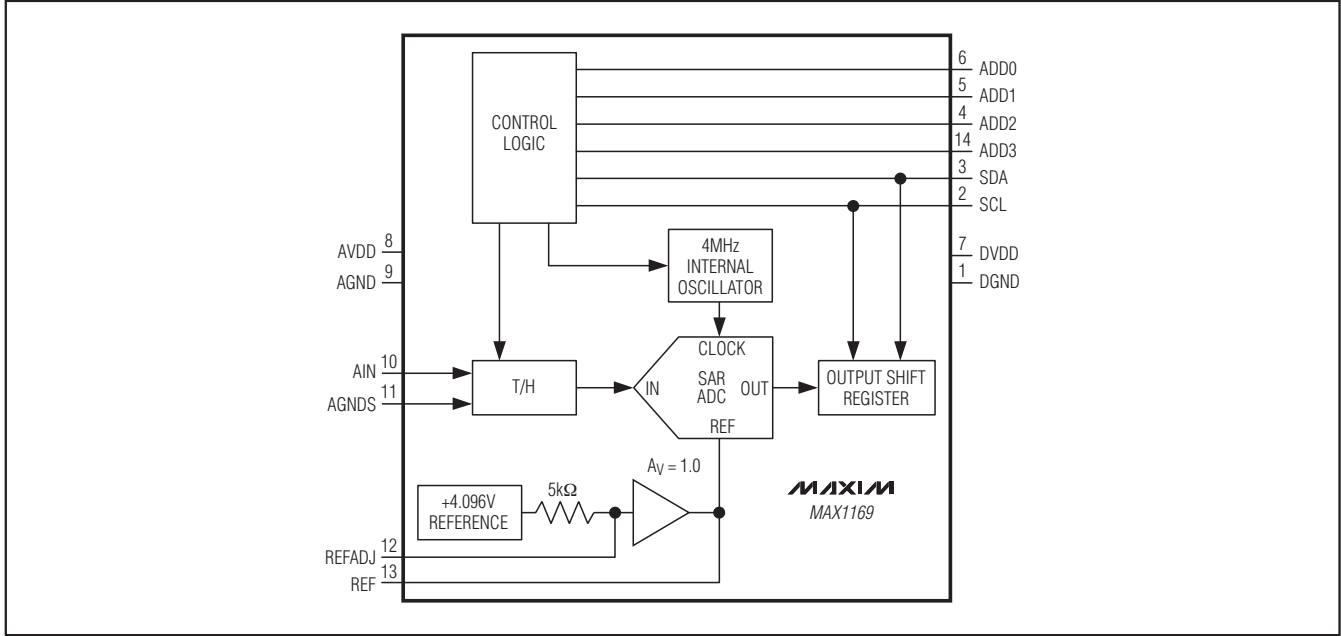 6
ADD0
5
ADD1
4
ADD2
14
ADD3
3
SDA
2
SCL
CONTROL
LOGIC
AVDD 8
AGND 9
4MHz
INTERNAL
OSCILLATOR
7
DVDD
1
DGND
AIN 10
AGNDS 11
T/H
CLOCK
IN
SAR
ADC
OUT
REF
OUTPUT SHIFT
REGISTER
AV = 1.0
+4.096V
REFERENCE
5kΩ
MAXIM
MAX1169
REFADJ 12
REF 13